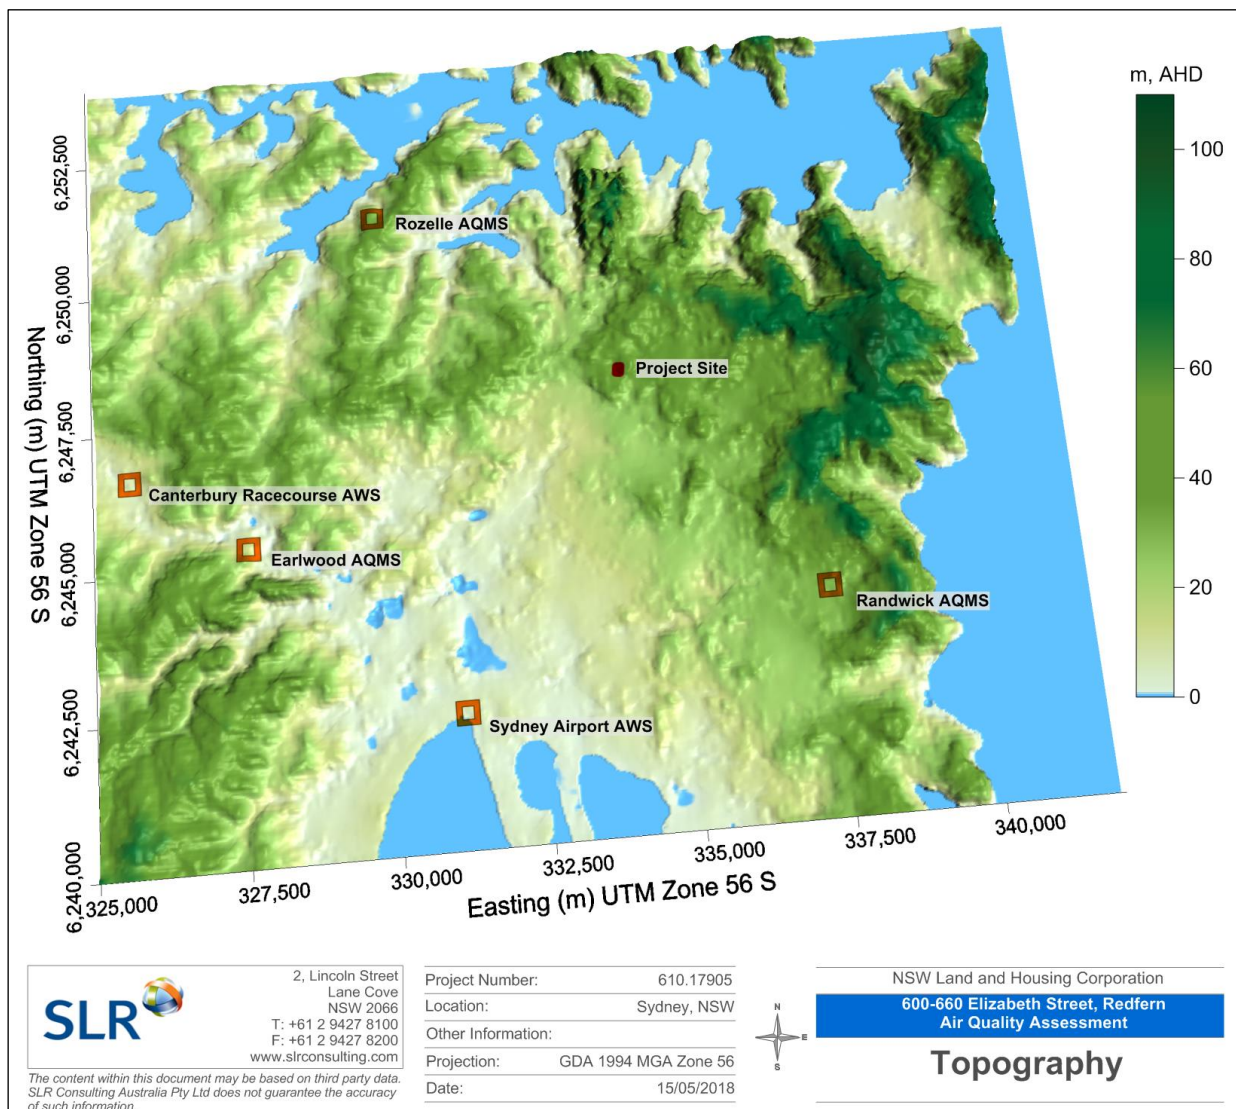 m, AHD
100
80
60
40
20
0
Rozelle AQMS
Project Site
Canterbury Racecourse AWS
Earlwood AQMS
Randwick AQMS
Sydney Airport AWS
Northing (m) UTM Zone 56 S
6,252,500
6,250,000
6,247,500
6,245,000
6,242,500
6,240,000
325,000
327,500
330,000
332,500
335,000
337,500
340,000
Easting (m) UTM Zone 56 S
SLR
2, Lincoln Street
Lane Cove
NSW 2066
T: +61 2 9427 8100
F: +61 2 9427 8200
www.slrconsulting.com
The content within this document may be based on third party data.
SLR Consulting Australia Pty Ltd does not guarantee the accuracy
of such information.
Project Number: 610.17905
Location: Sydney, NSW
Other Information:
Projection: GDA 1994 MGA Zone 56
Date: 15/05/2018
N
E
S
NSW Land and Housing Corporation
600-660 Elizabeth Street, Redfern
Air Quality Assessment
Topography